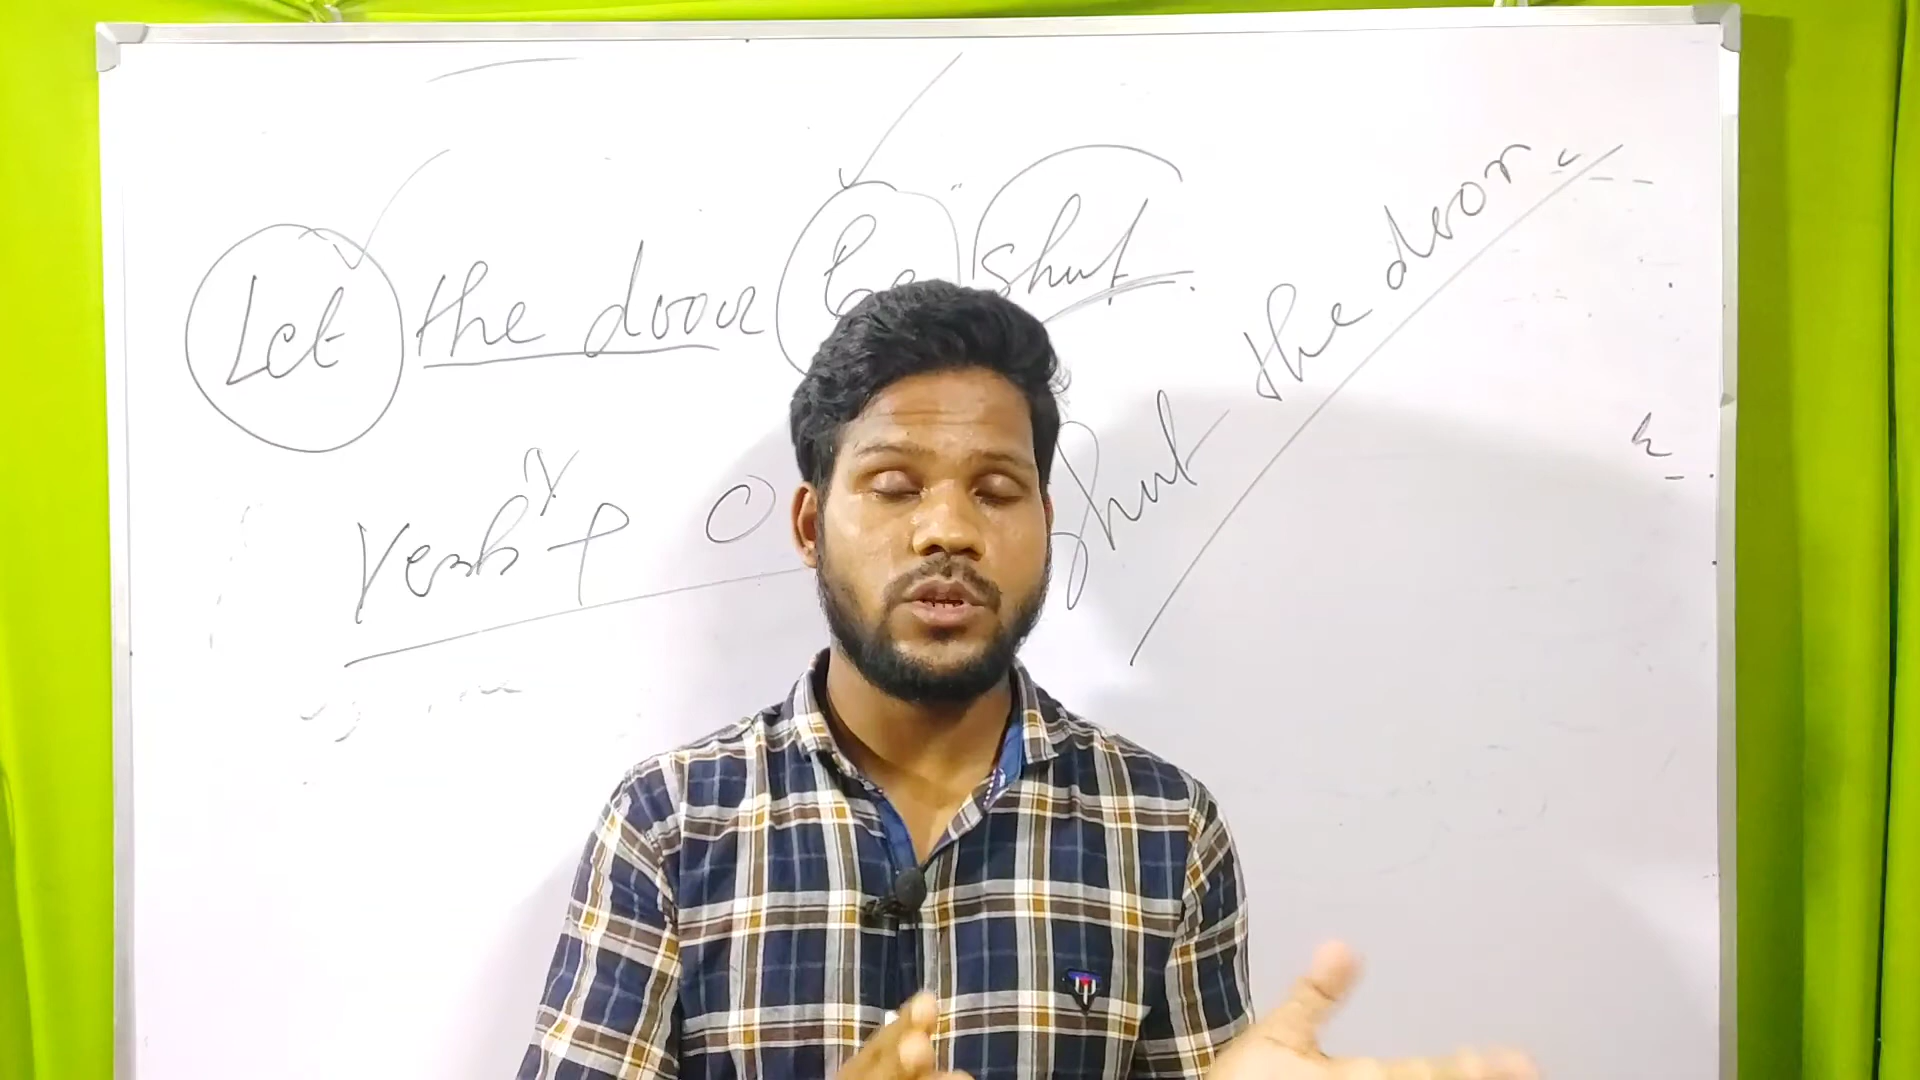 Let the door be shut.
Verb + O
shut the door.